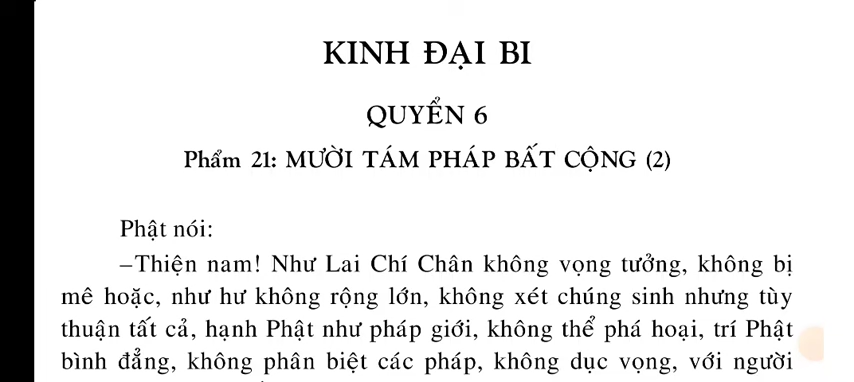 KINH ĐẠI BI
QUYỂN 6
Phẩm 21: MƯỜI TÁM PHÁP BẤT CỘNG (2)
Phật nói:
–Thiện nam! Như Lai Chí Chân không vọng tưởng, không bị
mê hoặc, như hư không rộng lớn, không xét chúng sinh nhưng tùy
thuận tất cả, hạnh Phật như pháp giới, không thể phá hoại, trí Phật
bình đẳng, không phân biệt các pháp, không dục vọng, với người